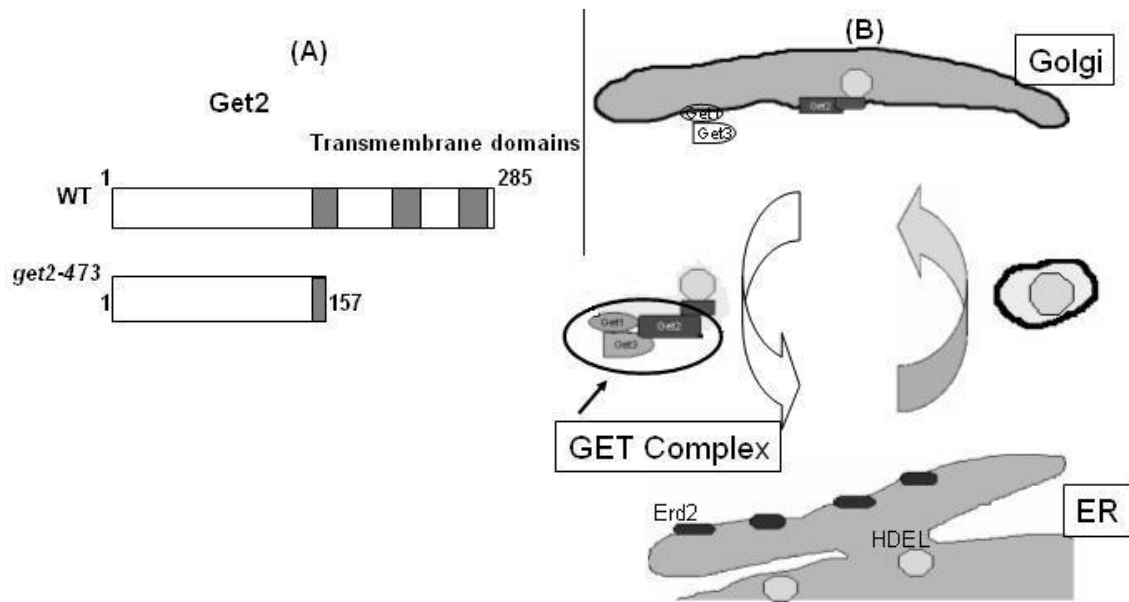 (A)
Get2
Transmembrane domains
1
285
WT
get2-473
1
157
(B)
Golgi
Get1
Get2
Get3
Get1
Get2
Get3
GET Complex
Erd2
HDEL
ER